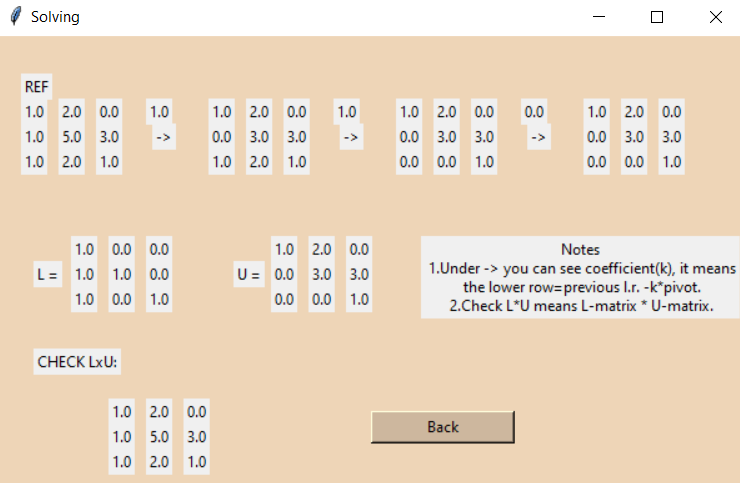 Solving
REF
1.0 2.0 0.0 1.0 1.0 2.0 0.0 1.0 1.0 2.0 0.0 0.0 1.0 2.0 0.0
1.0 5.0 3.0 -> 0.0 3.0 3.0 -> 0.0 3.0 3.0 -> 0.0 3.0 3.0
1.0 2.0 1.0 1.0 2.0 1.0 0.0 0.0 1.0 0.0 0.0 1.0
1.0 0.0 0.0
L = 1.0 1.0 0.0
1.0 0.0 1.0
1.0 2.0 0.0
U = 0.0 3.0 3.0
0.0 0.0 1.0
Notes
1.Under -> you can see coefficient(k), it means
the lower row=previous l.r. -k*pivot.
2.Check L*U means L-matrix * U-matrix.
CHECK LxU:
1.0 2.0 0.0
1.0 5.0 3.0
1.0 2.0 1.0
Back